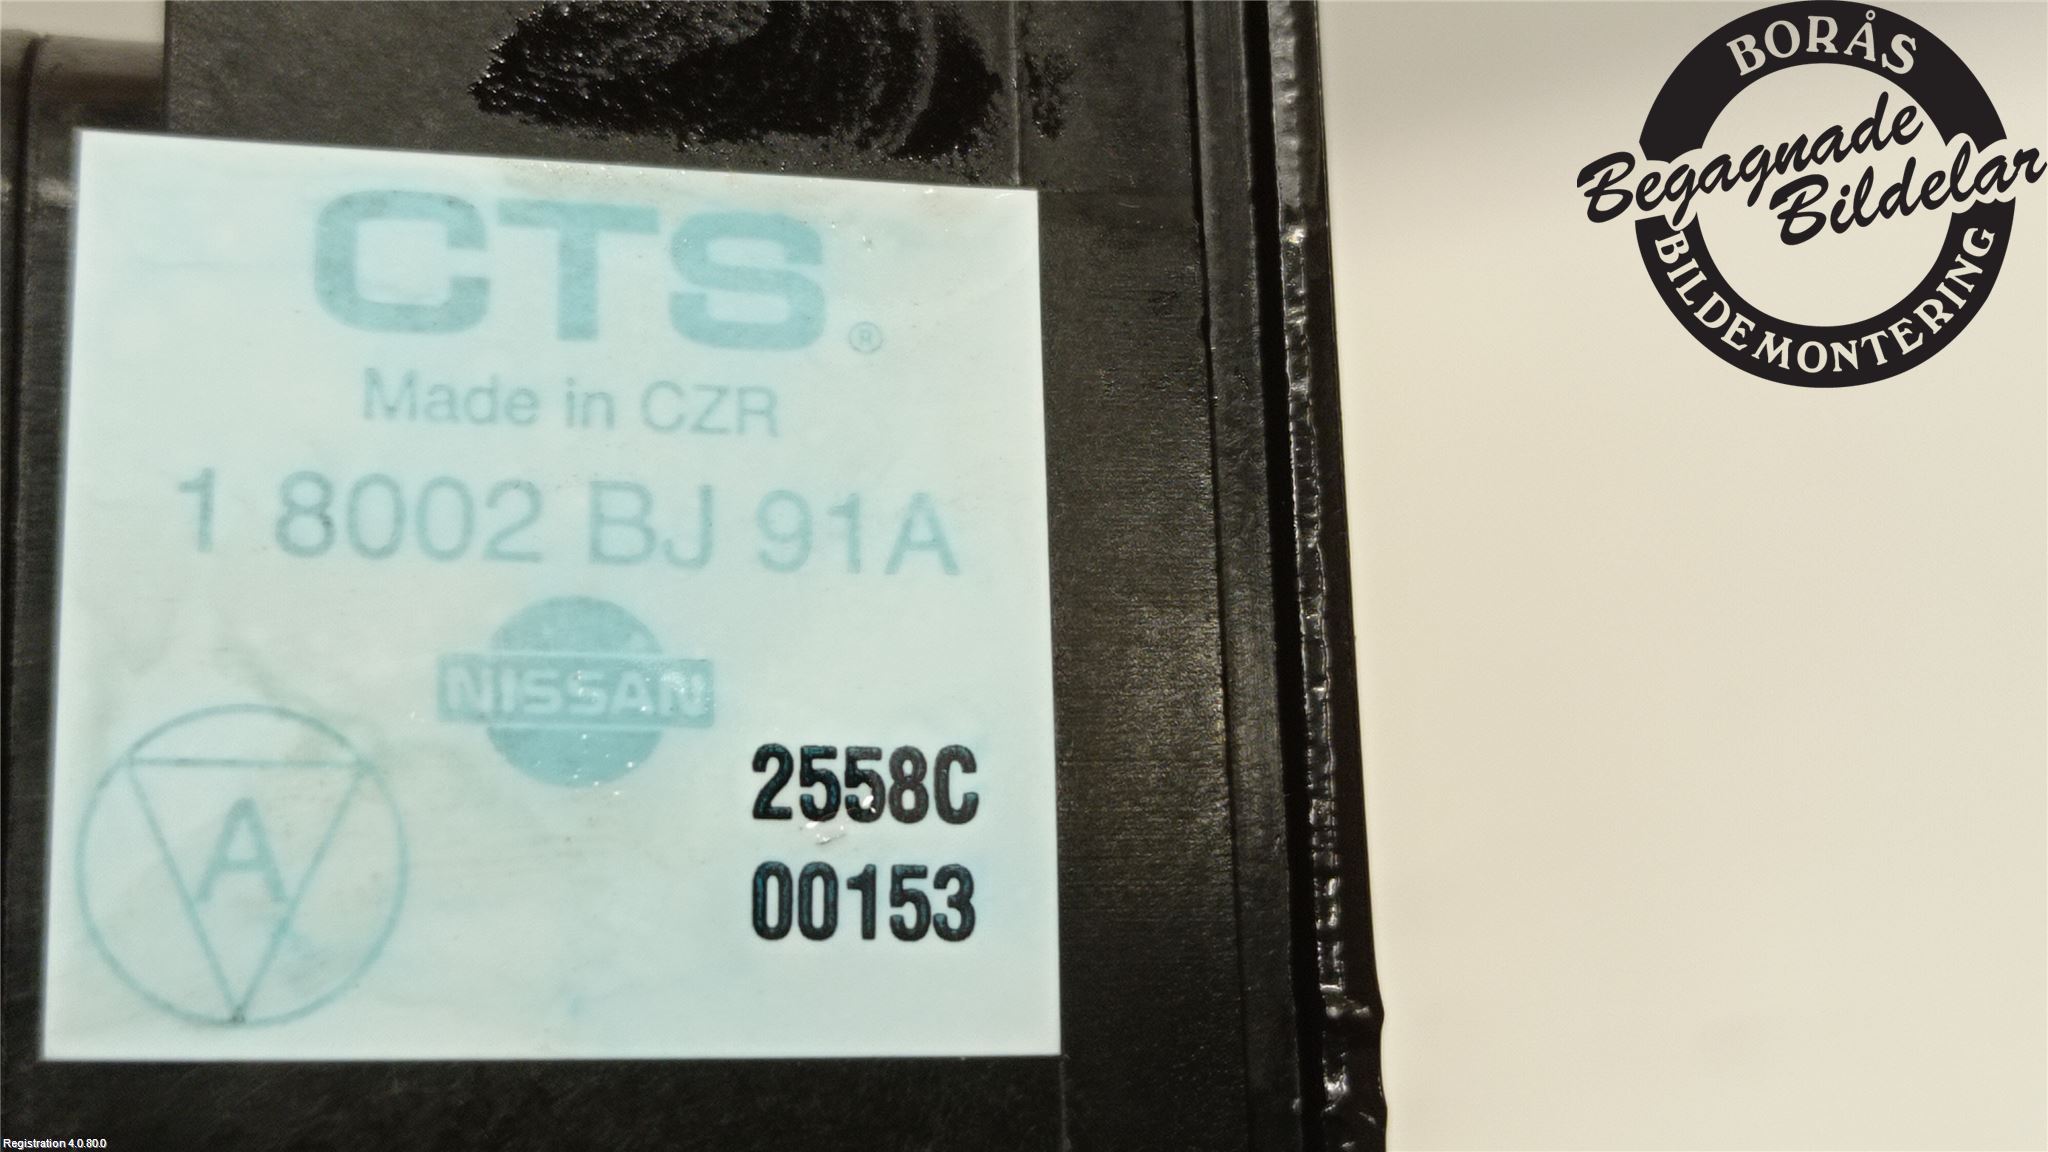 CTS®
Made in CZR
1 8002 BJ 91A
NISSAN
A
2558C
00153
BORÅS
Begagnade
Bildelar
BILDEMONTERING
Registration 4.0.80.0